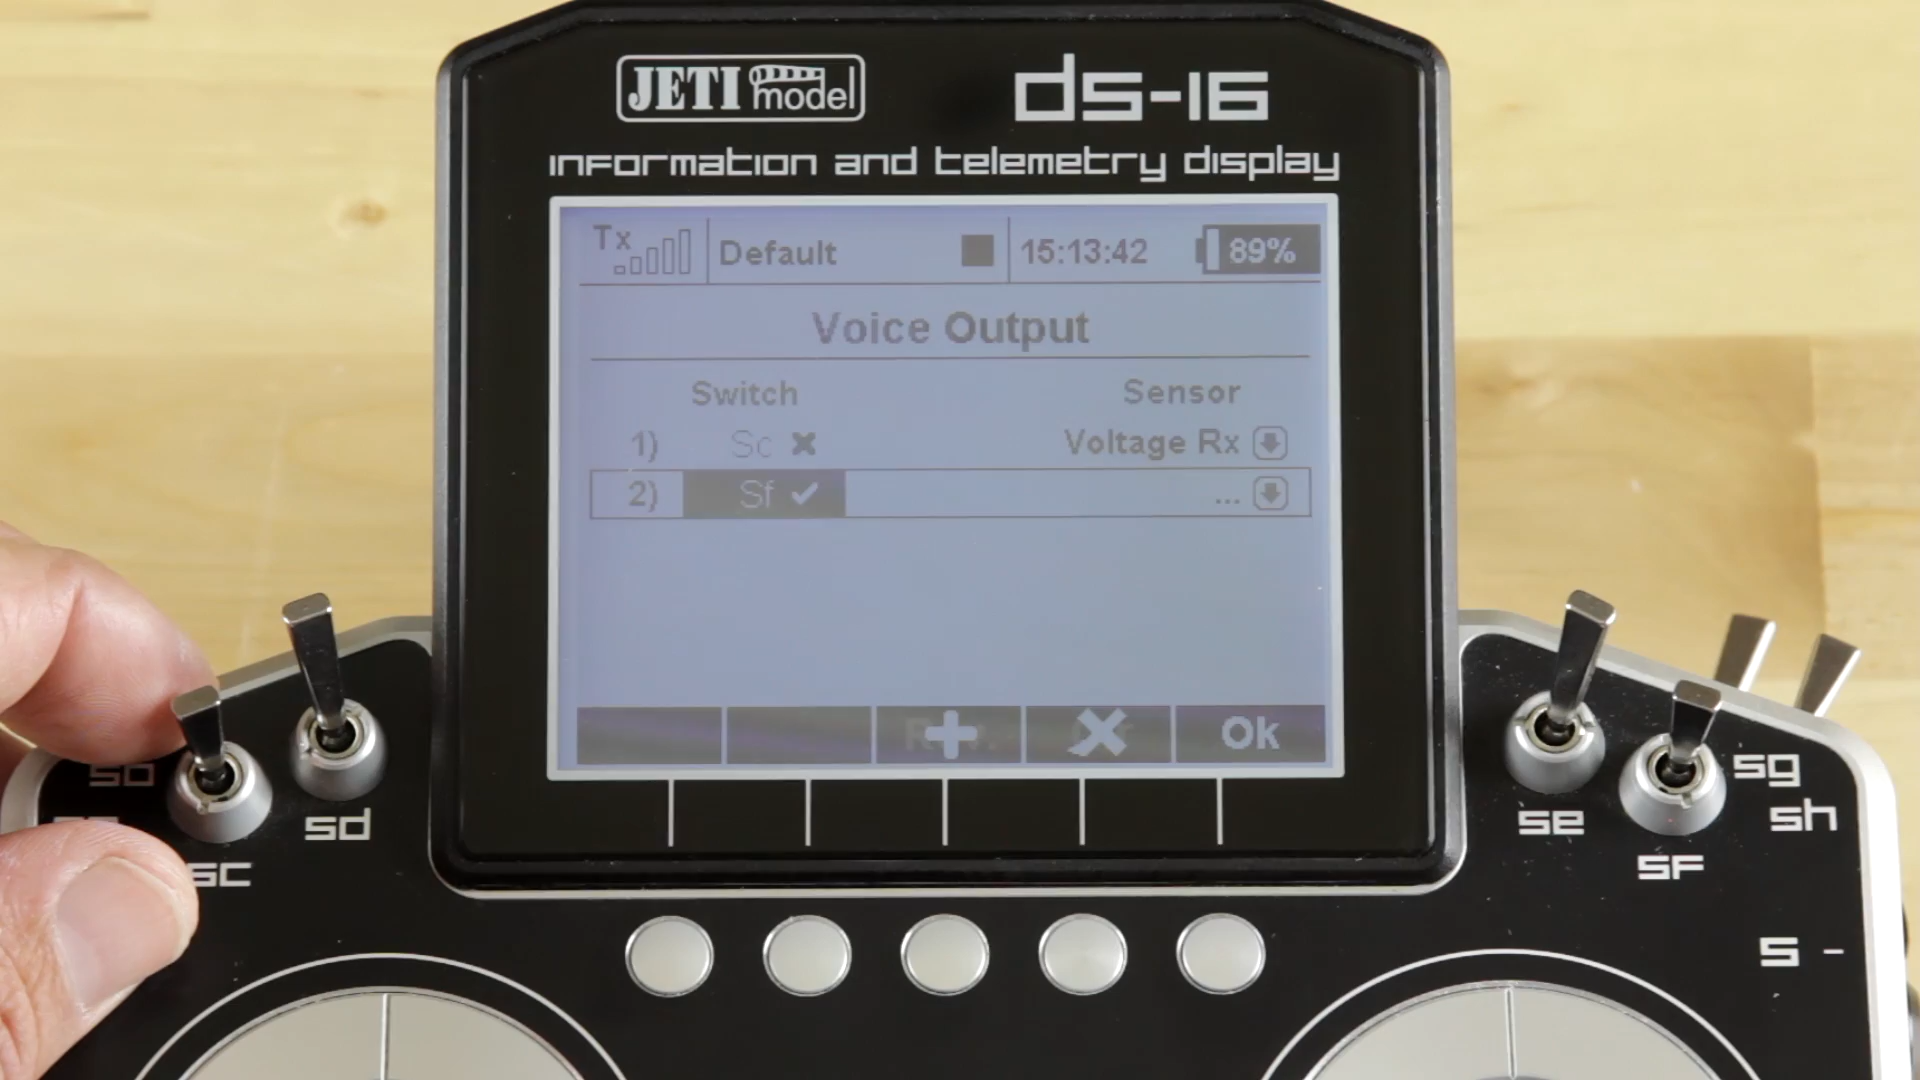 JETI model
DS-16
information and telemetry display
Tx Default 15:13:42 89%
Voice Output
Switch Sensor
1) Sc Voltage Rx
2) Sf ...
Ok
sd
sc
se
sf
sg
sh